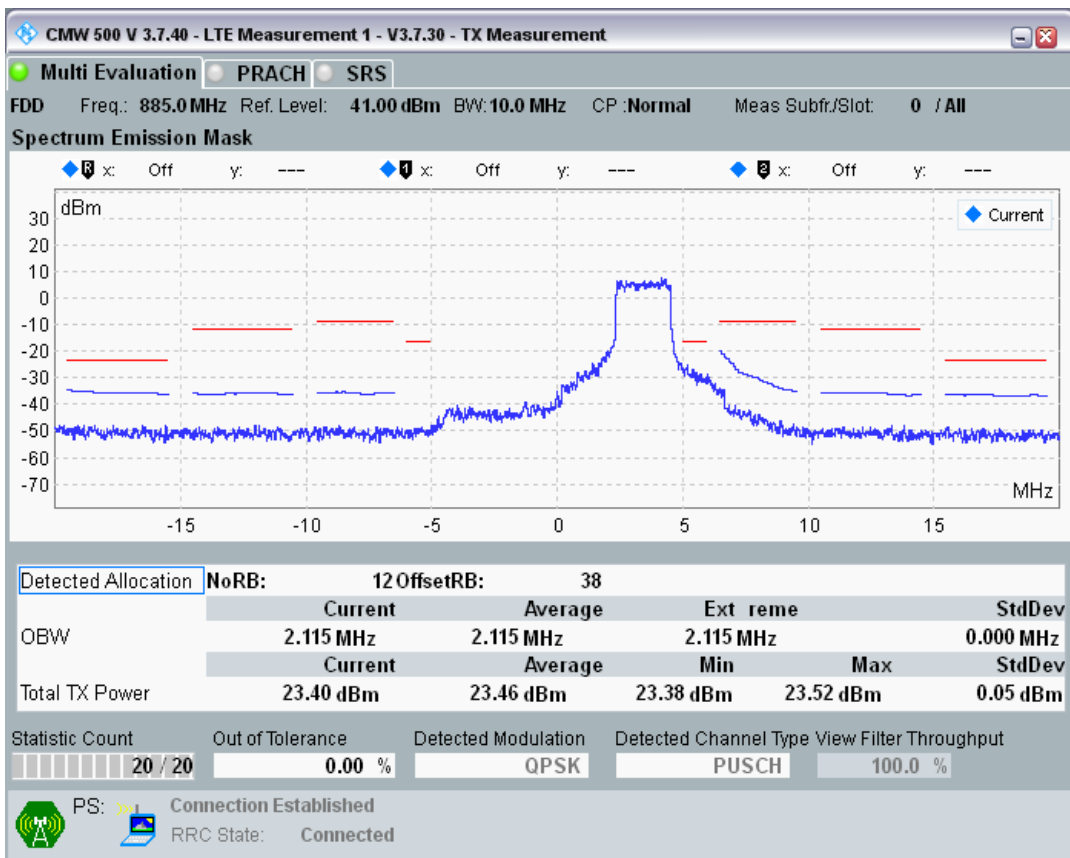 CMW 500 V 3.7.40 - LTE Measurement 1 - V3.7.30 - TX Measurement
Multi Evaluation PRACH SRS
FDD Freq.: 885.0 MHz Ref. Level: 41.00 dBm BW: 10.0 MHz CP :Normal Meas Subfr./Slot: 0 / All
Spectrum Emission Mask
R x: Off y: --- 1 x: Off y: --- 2 x: Off y: ---
dBm
Current
30
20
10
0
-10
-20
-30
-40
-50
-60
-70
MHz
-15 -10 -5 0 5 10 15
Detected Allocation NoRB: 12 OffsetRB: 38
Current Average Ext reme StdDev
OBW 2.115 MHz 2.115 MHz 2.115 MHz 0.000 MHz
Current Average Min Max StdDev
Total TX Power 23.40 dBm 23.46 dBm 23.38 dBm 23.52 dBm 0.05 dBm
Statistic Count Out of Tolerance Detected Modulation Detected Channel Type View Filter Throughput
20 / 20 0.00 % QPSK PUSCH 100.0 %
PS: Connection Established
RRC State: Connected